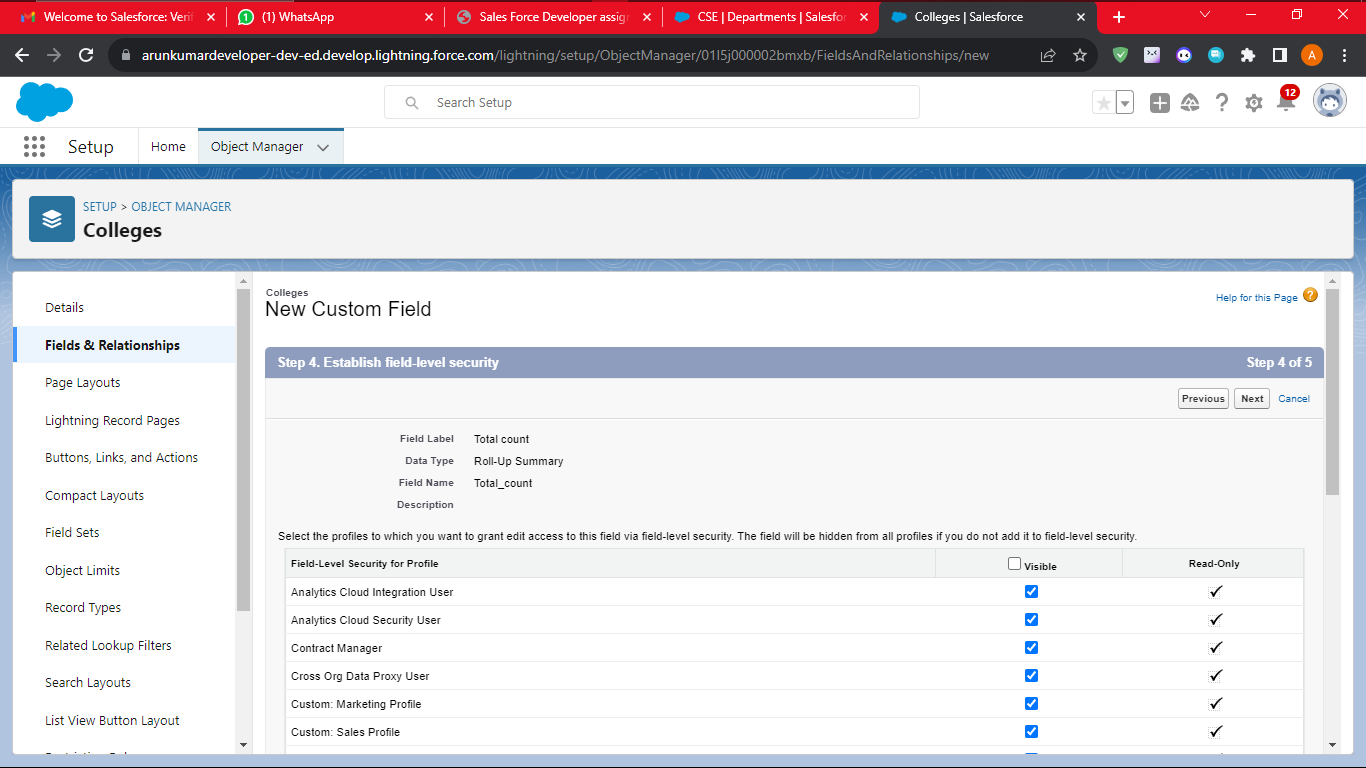 Welcome to Salesforce: Verif
(1) WhatsApp
Sales Force Developer assign
CSE | Departments | Salesfor
Colleges | Salesforce
arunkumardeveloper-dev-ed.develop.lightning.force.com/lightning/setup/ObjectManager/01I5j000002bmxb/FieldsAndRelationships/new
A
Search Setup
12
Setup
Home
Object Manager
SETUP > OBJECT MANAGER
Colleges
Details
Fields & Relationships
Page Layouts
Lightning Record Pages
Buttons, Links, and Actions
Compact Layouts
Field Sets
Object Limits
Record Types
Related Lookup Filters
Search Layouts
List View Button Layout
Colleges
New Custom Field
Help for this Page ?
Step 4. Establish field-level security
Step 4 of 5
Previous Next Cancel
Field Label Total count
Data Type Roll-Up Summary
Field Name Total_count
Description
Select the profiles to which you want to grant edit access to this field via field-level security. The field will be hidden from all profiles if you do not add it to field-level security.
Field-Level Security for Profile Visible Read-Only
Analytics Cloud Integration User
Analytics Cloud Security User
Contract Manager
Cross Org Data Proxy User
Custom: Marketing Profile
Custom: Sales Profile